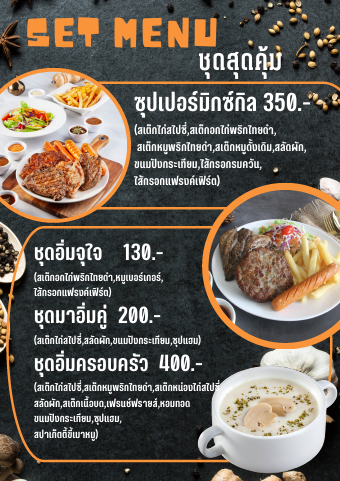 SET MENU
ชุดสุดคุ้ม
ซุปเปอร์มิกซ์กิล 350.-
(สเต็กไก่สไปซี่,สเต็กอกไก่พริกไทยดำ,
สเต็กหมูพริกไทยดำ,สเต็กหมูดั้งเดิม,สลัดผัก,
ขนมปังกระเทียม,ไส้กรอกรมควัน,
ไส้กรอกแฟรงค์เฟิร์ต)
ชุดอิ่มจุใจ 130.-
(สเต็กอกไก่พริกไทยดำ,หมูเบอร์เกอร์,
ไส้กรอกแฟรงค์เฟิร์ต)
ชุดมาอิ่มคู่ 200.-
(สเต็กไก่สไปซี่,สลัดผัก,ขนมปังกระเทียม,ซุปแฮม)
ชุดอิ่มครอบครัว 400.-
(สเต็กไก่สไปซี่,สเต็กหมูพริกไทยดำ,สเต็กหน่องไก่สไปซี่
สลัดผัก,สเต็กเนื้อบด,เฟรนช์ฟรายส์,หอมทอด
ขนมปังกระเทียม,ซุปแฮม,
สปาเก็ตตี้ขี้เมาหมู)